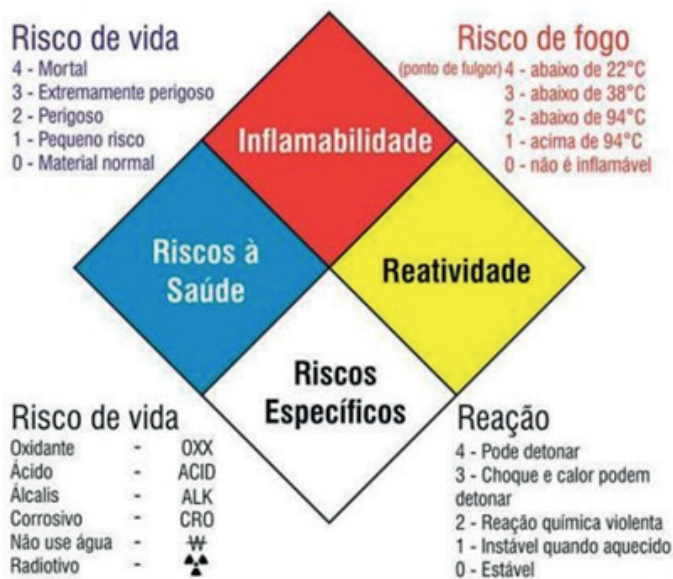 Risco de vida
4 - Mortal
3 - Extremamente perigoso
2 - Perigoso
1 - Pequeno risco
0 - Material normal
Risco de fogo
(ponto de fulgor) 4 - abaixo de 22°C
3 - abaixo de 38°C
2 - abaixo de 94°C
1 - acima de 94°C
0 - não é inflamável
Inflamabilidade
Riscos à
Saúde
Reatividade
Riscos
Específicos
Risco de vida
Oxidante - OXX
Ácido - ACID
Álcalis - ALK
Corrosivo - CRO
Não use água - W
Radiotivo -
Reação
4 - Pode detonar
3 - Choque e calor podem
detonar
2 - Reação química violenta
1 - Instável quando aquecido
0 - Estável